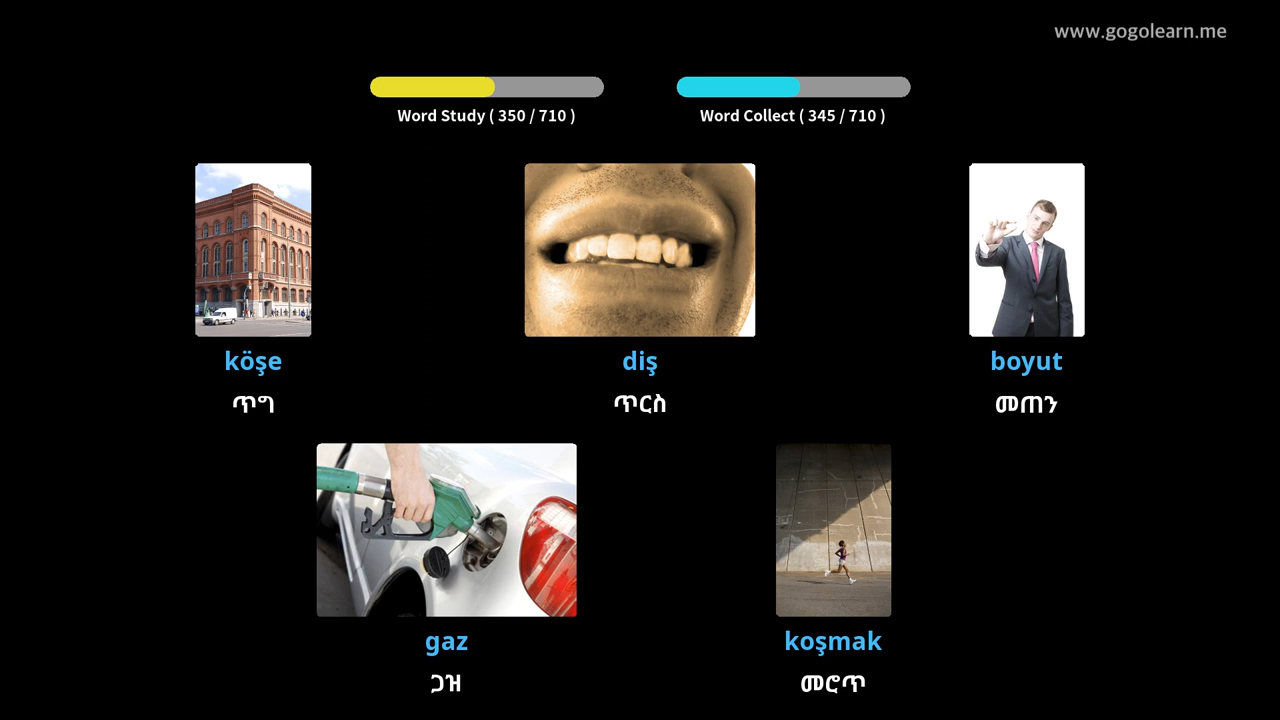 www.gogolearn.me
Word Study ( 350 / 710 )
Word Collect ( 345 / 710 )
köşe
diş
boyut
ጥግ
ጥርስ
መጠን
gaz
koşmak
ጋዝ
መሮጥ